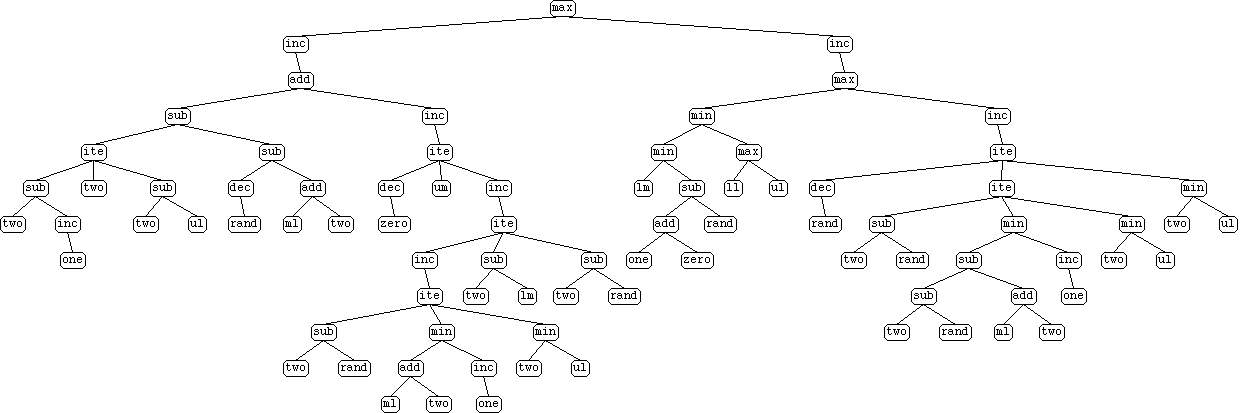 max
inc inc
add max
sub inc min inc
ite sub ite min max ite
sub two sub dec add dec um inc lm sub ll ul dec ite min
two inc two ul rand ml two zero ite add rand rand sub min min two ul
one inc sub sub one zero two rand sub inc two ul
ite two lm two rand sub add one
sub min min two rand ml two
two rand add inc two ul
ml two one